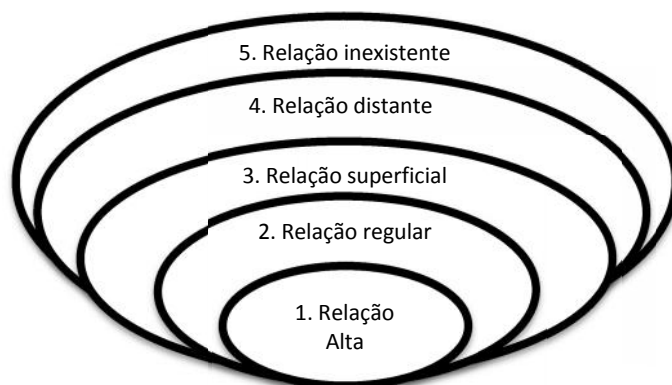 5. Relação inexistente
4. Relação distante
3. Relação superficial
2. Relação regular
1. Relação
Alta